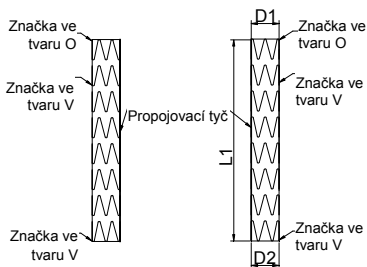 Značka ve
tvaru O
Značka ve
tvaru V
Značka ve
tvaru V
Propojovací tyč
D1
L1
D2
Značka ve
tvaru O
Značka ve
tvaru V
Značka ve
tvaru V